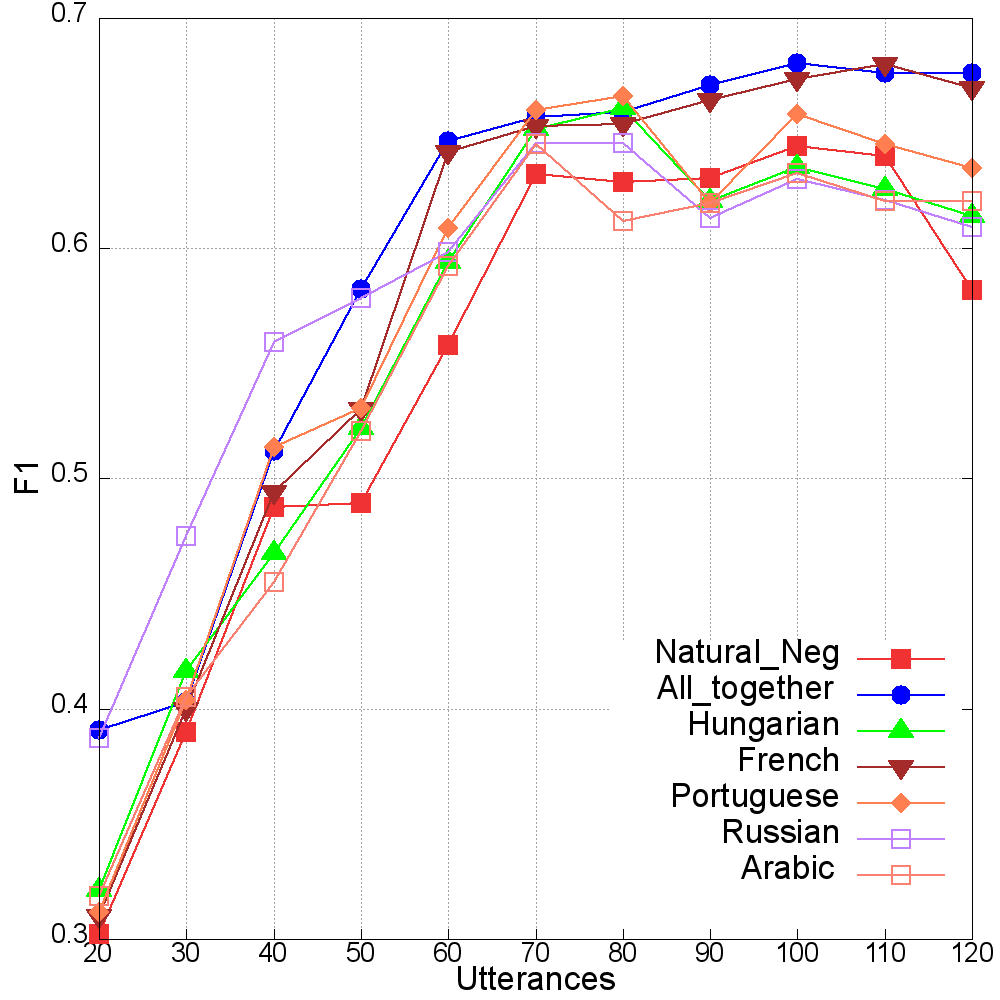 0.7
0.6
0.5
0.4
0.3
F1
Natural_Neg
All_together
Hungarian
French
Portuguese
Russian
Arabic
20 30 40 50 60 70 80 90 100 110 120
Utterances